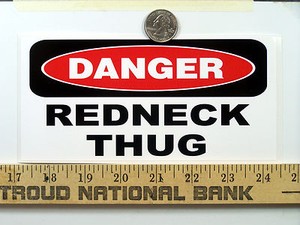 DANGER
REDNECK
THUG
17 18 19 20 21 22 23 24
TROUD NATIONAL BANK